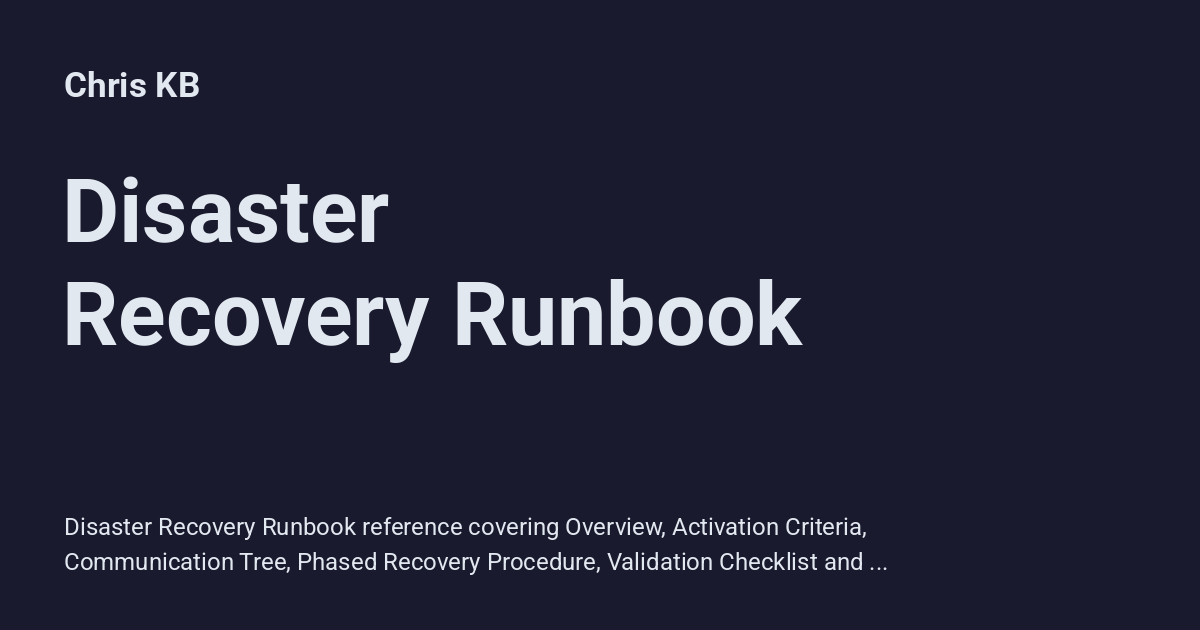 Chris KB
Disaster
Recovery Runbook
Disaster Recovery Runbook reference covering Overview, Activation Criteria,
Communication Tree, Phased Recovery Procedure, Validation Checklist and ...